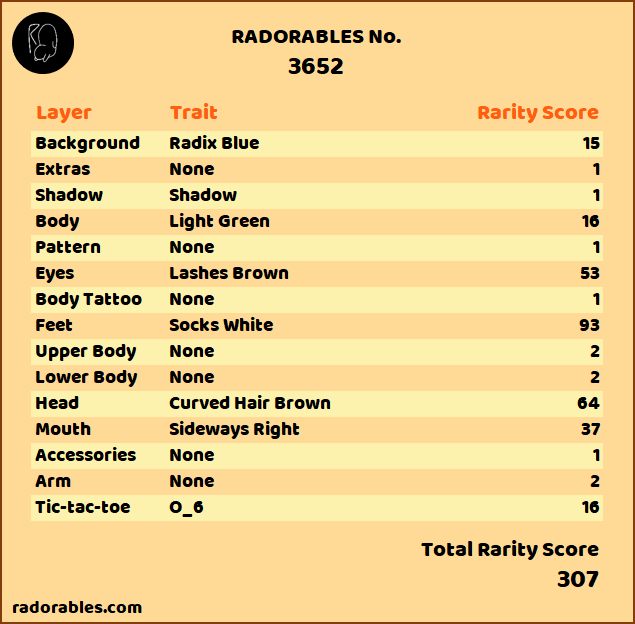 RADORABLES No.
3652
Layer Trait Rarity Score
Background Radix Blue 15
Extras None 1
Shadow Shadow 1
Body Light Green 16
Pattern None 1
Eyes Lashes Brown 53
Body Tattoo None 1
Feet Socks White 93
Upper Body None 2
Lower Body None 2
Head Curved Hair Brown 64
Mouth Sideways Right 37
Accessories None 1
Arm None 2
Tic-tac-toe O_6 16
Total Rarity Score
307
radorables.com